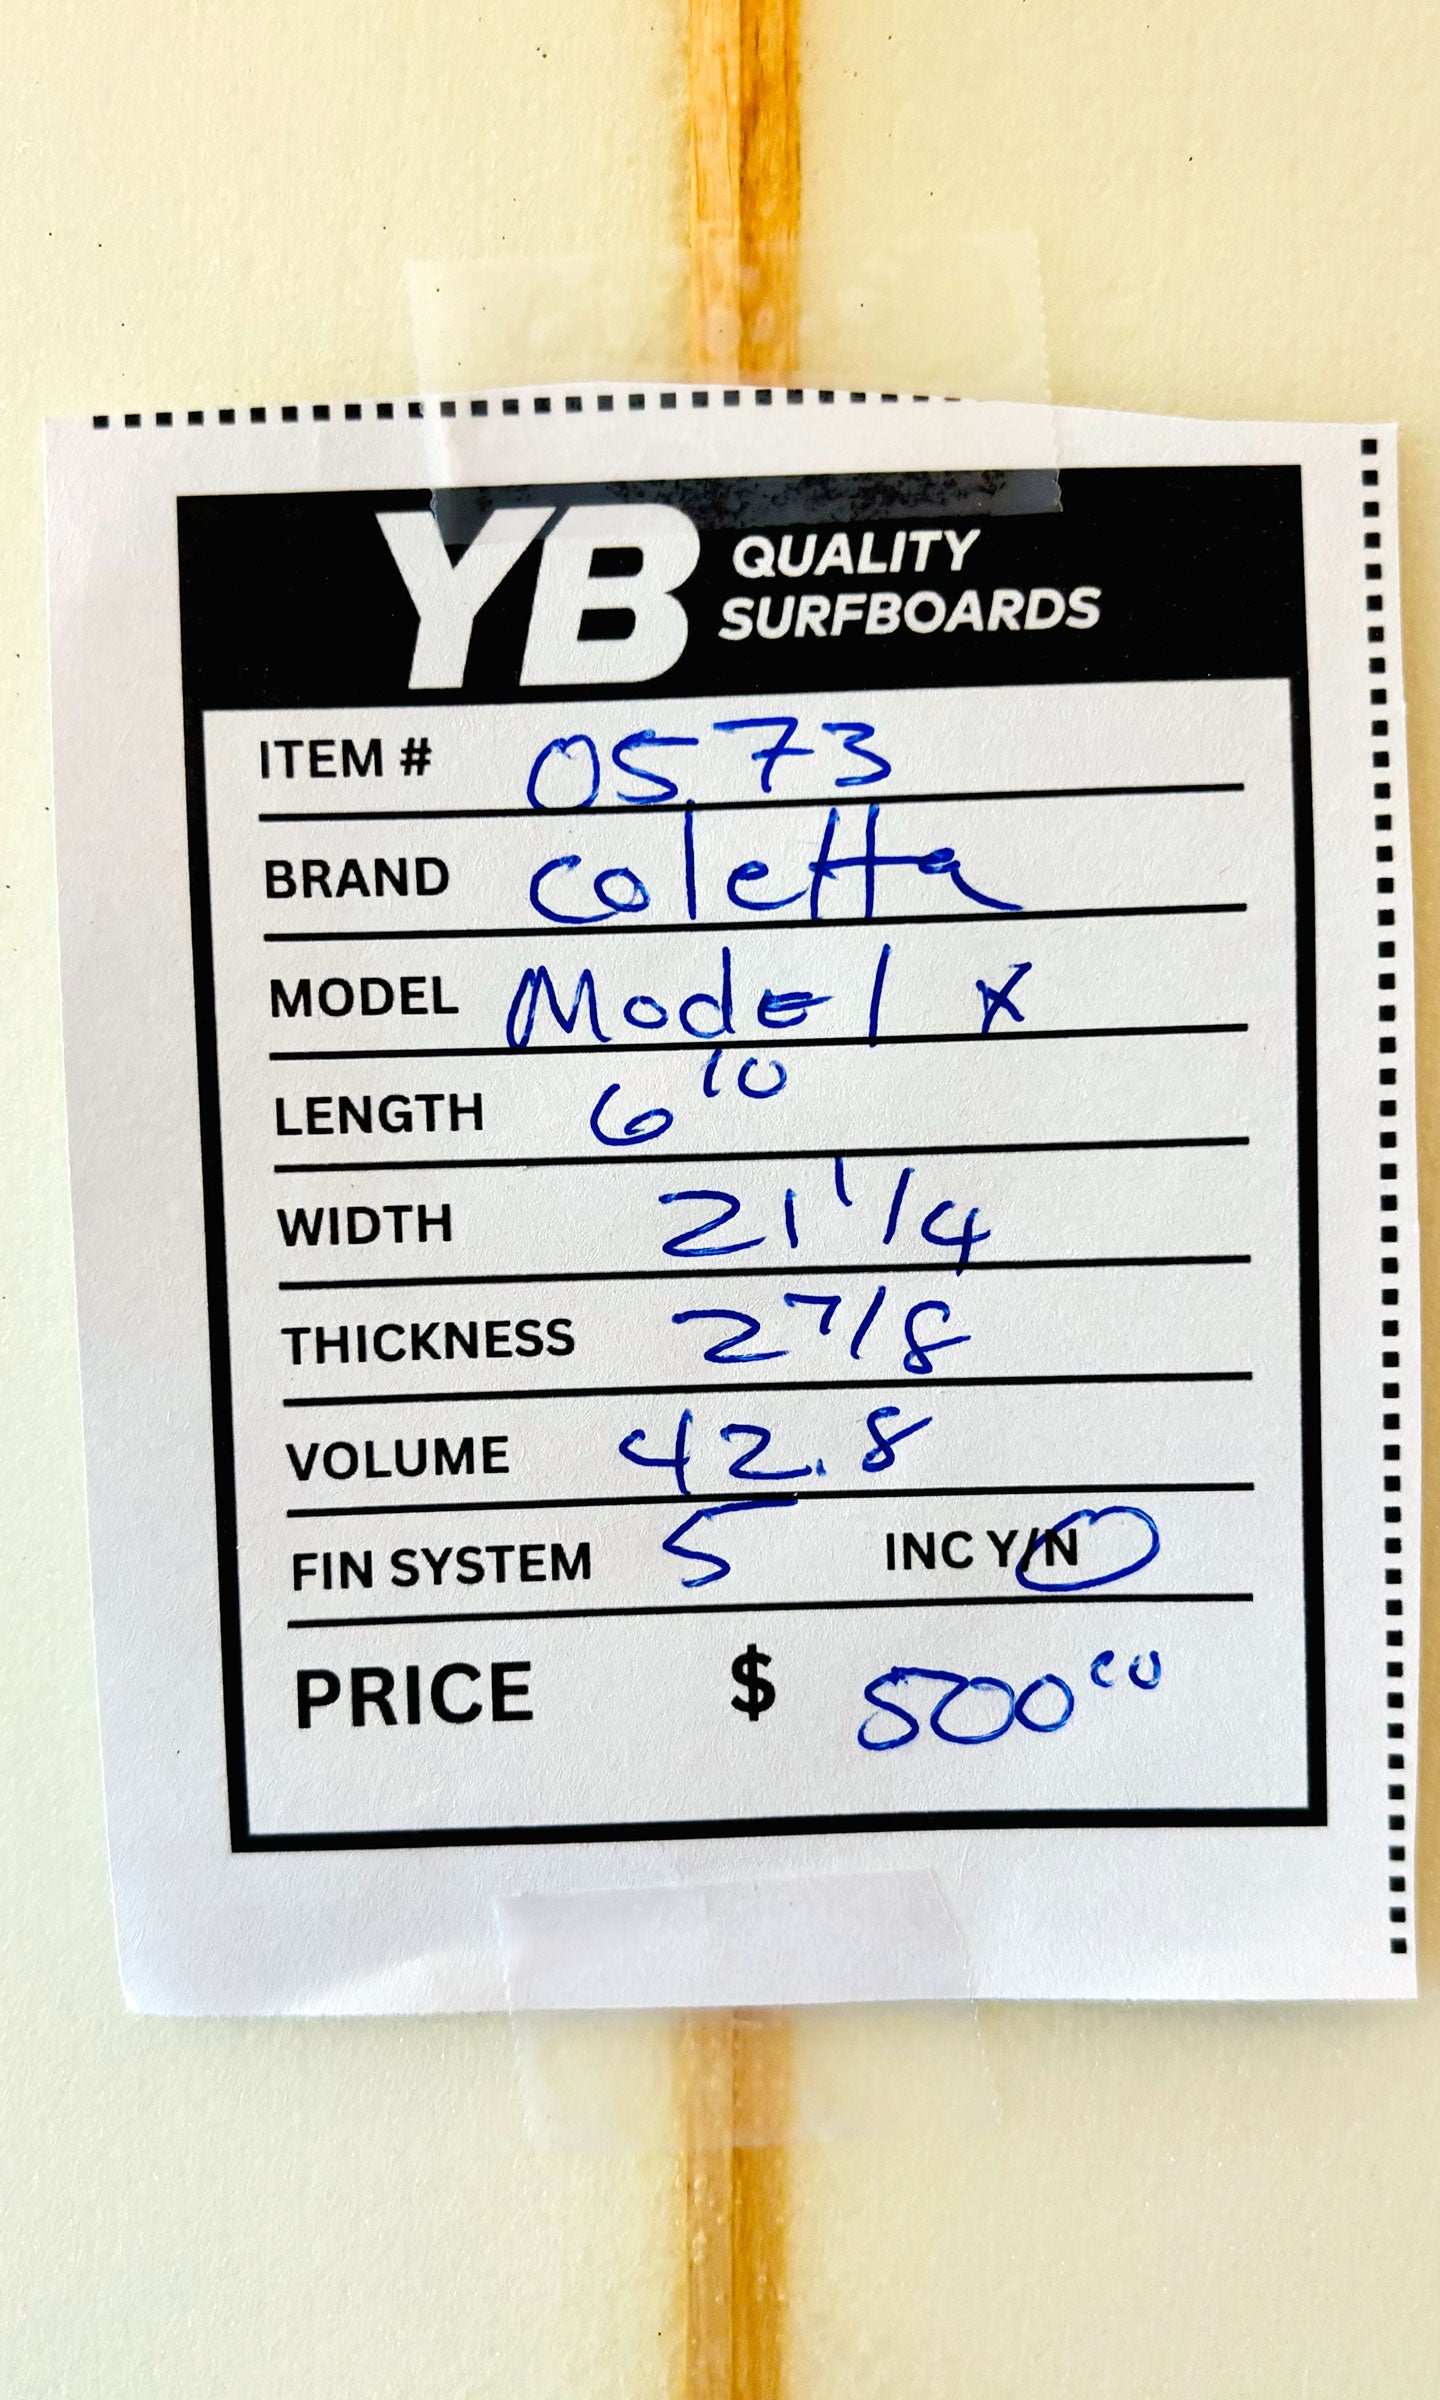 YB QUALITY
SURFBOARDS
ITEM # 0573
BRAND Coletta
MODEL Model X
LENGTH 6 10
WIDTH 21 1/4
THICKNESS 2 7/8
VOLUME 42.8
FIN SYSTEM 5 INC Y/N
PRICE $ 500 00